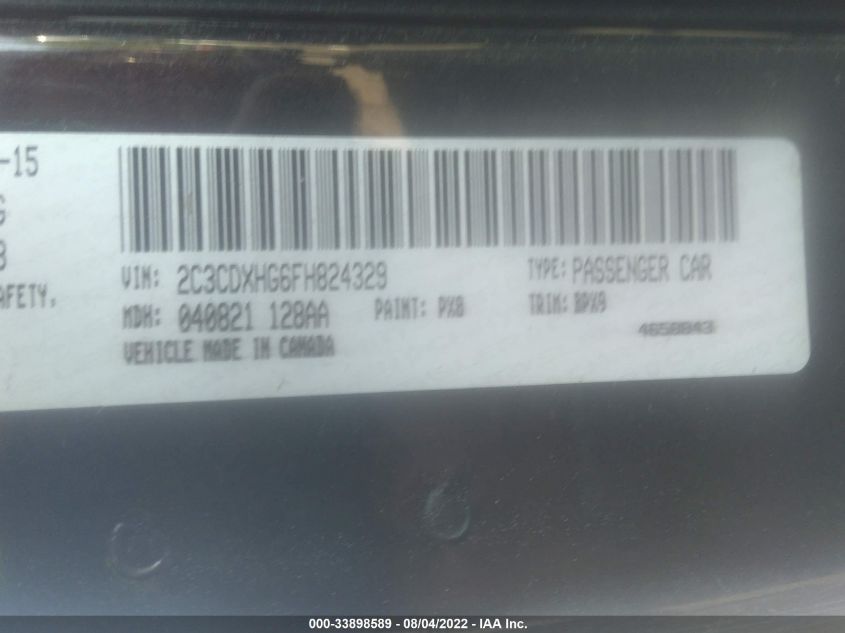 -15
G
8
AFETY.
VIN: 2C3CDXHG6FH824329
TYPE: PASSENGER CAR
MDH: 040821 128AA
PAINT: PX8
TRIM: BPX9
VEHICLE MADE IN CANADA
4658843
000-33898589 - 08/04/2022 - IAA Inc.